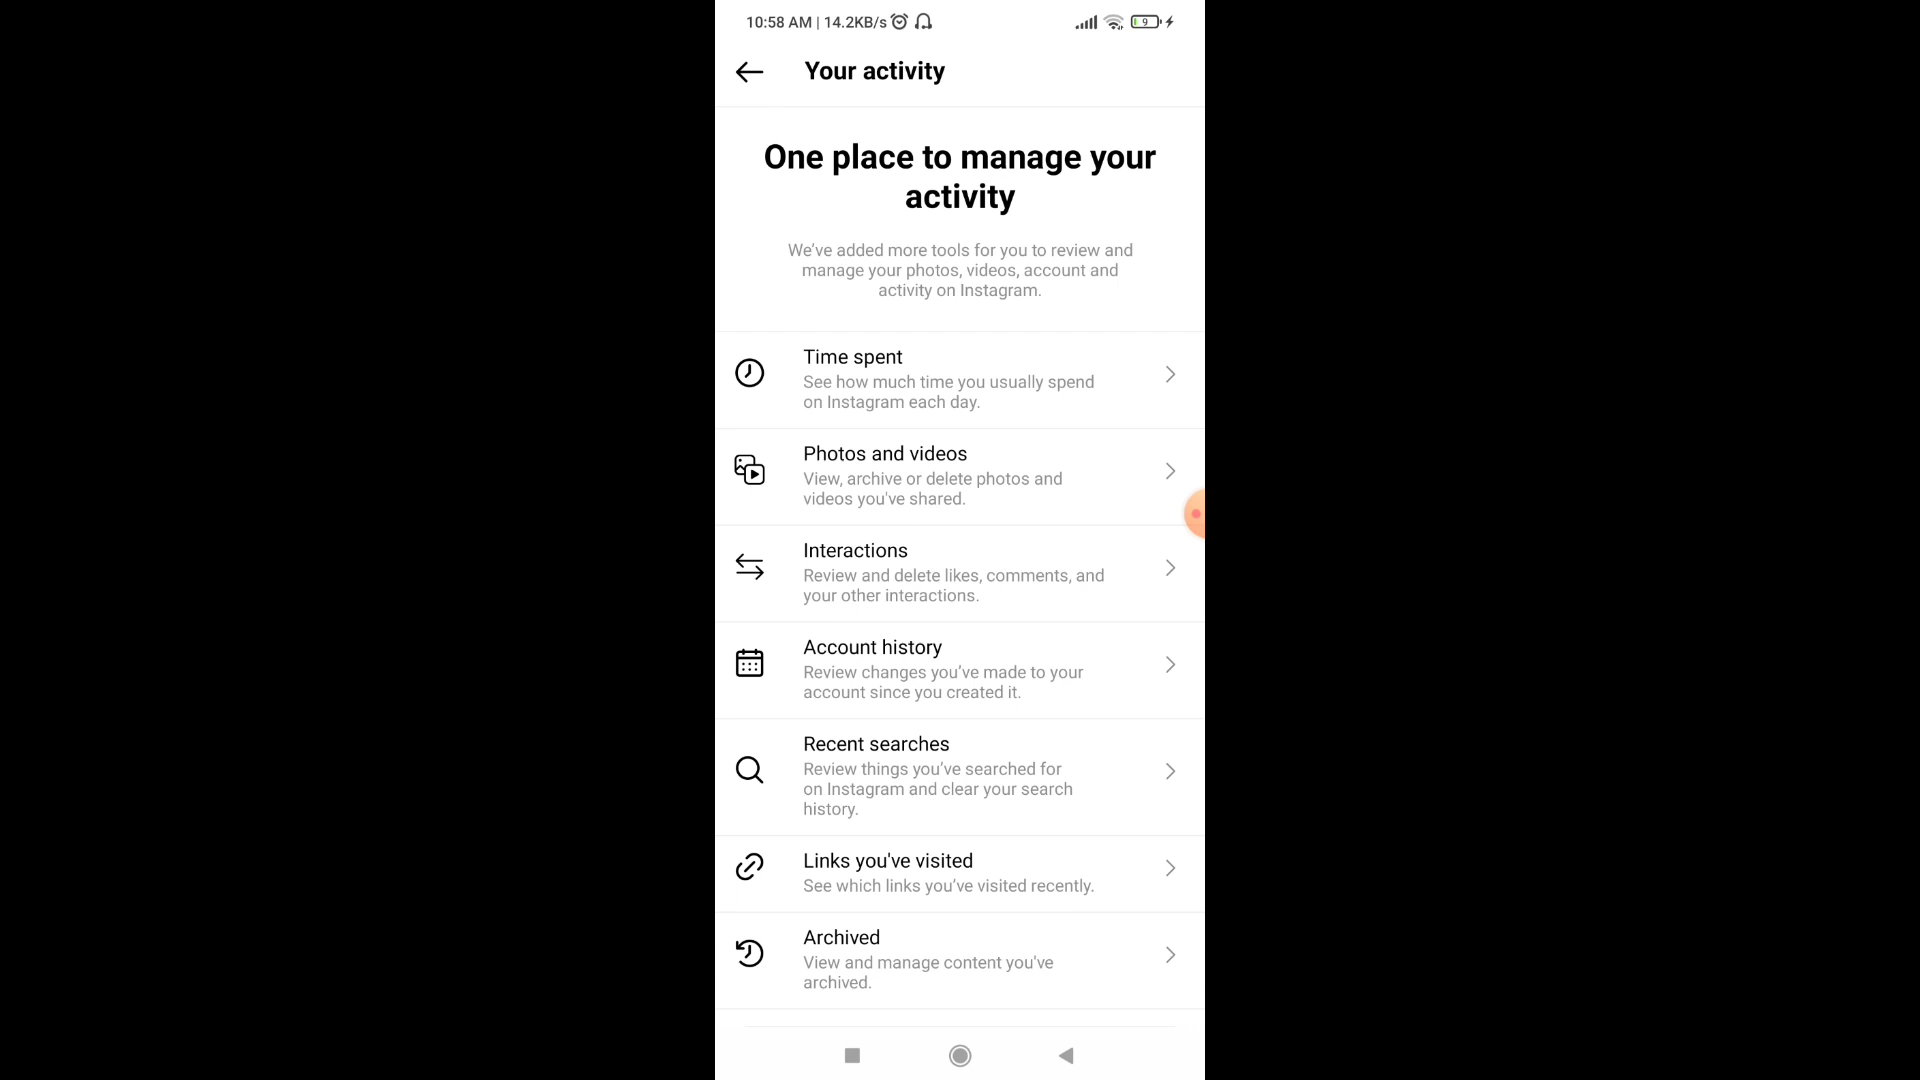 10:58 AM | 14.2KB/s 9
Your activity
One place to manage your
activity
We've added more tools for you to review and
manage your photos, videos, account and
activity on Instagram.
Time spent
See how much time you usually spend
on Instagram each day.
Photos and videos
View, archive or delete photos and
videos you've shared.
Interactions
Review and delete likes, comments, and
your other interactions.
Account history
Review changes you've made to your
account since you created it.
Recent searches
Review things you've searched for
on Instagram and clear your search
history.
Links you've visited
See which links you've visited recently.
Archived
View and manage content you've
archived.